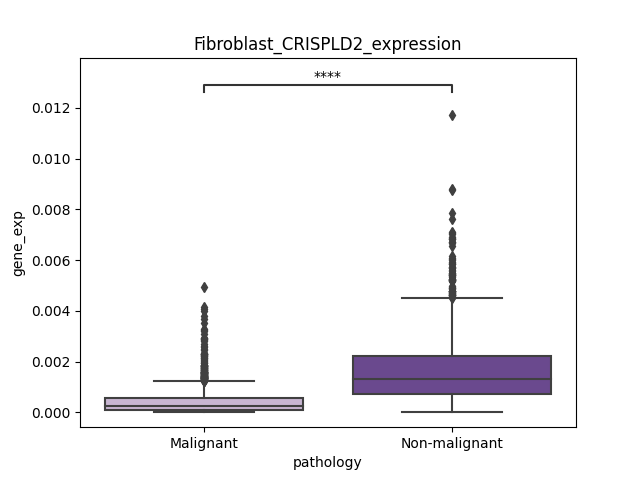 Fibroblast_CRISPLD2_expression
****
0.012
0.010
0.008
0.006
0.004
0.002
0.000
gene_exp
Malignant
Non-malignant
pathology